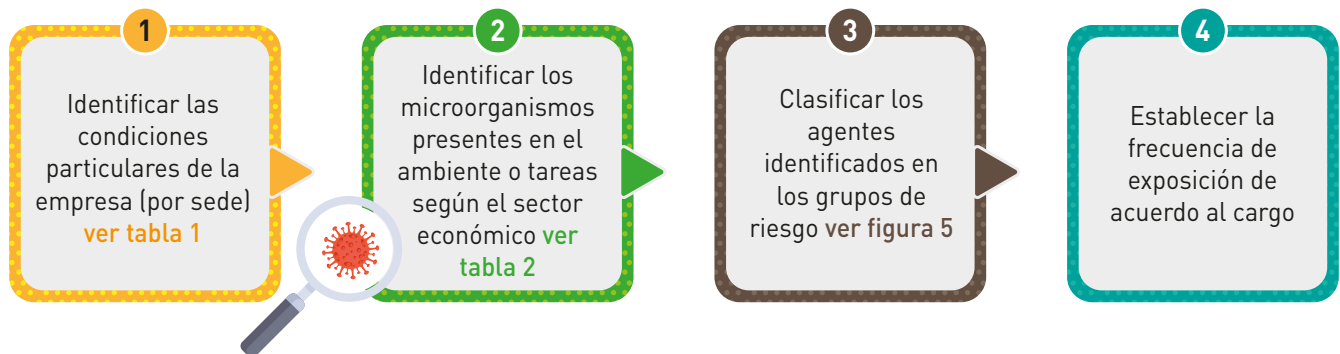 1
Identificar las
condiciones
particulares de la
empresa (por sede)
ver tabla 1
2
Identificar los
microorganismos
presentes en el
ambiente o tareas
según el sector
económico ver
tabla 2
3
Clasificar los
agentes
identificados en
los grupos de
riesgo ver figura 5
4
Establecer la
frecuencia de
exposición de
acuerdo al cargo